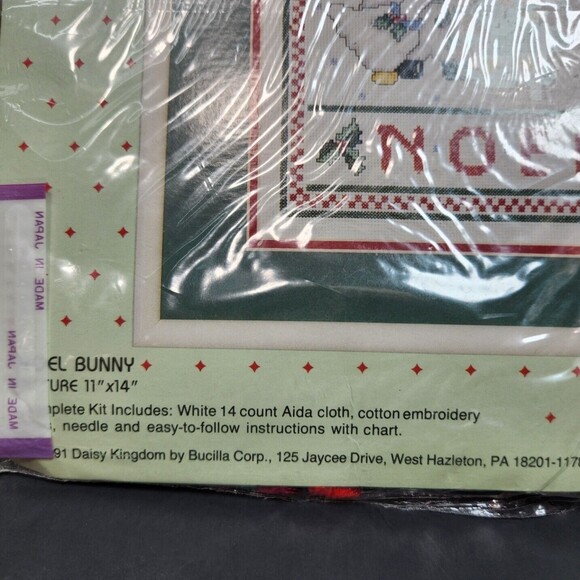 NOE
MADE IN JAPAN
MADE IN JAPAN
EL BUNNY
TURE 11"x14"
plete Kit Includes: White 14 count Aida cloth, cotton embroidery
, needle and easy-to-follow instructions with chart.
91 Daisy Kingdom by Bucilla Corp., 125 Jaycee Drive, West Hazleton, PA 18201-1178